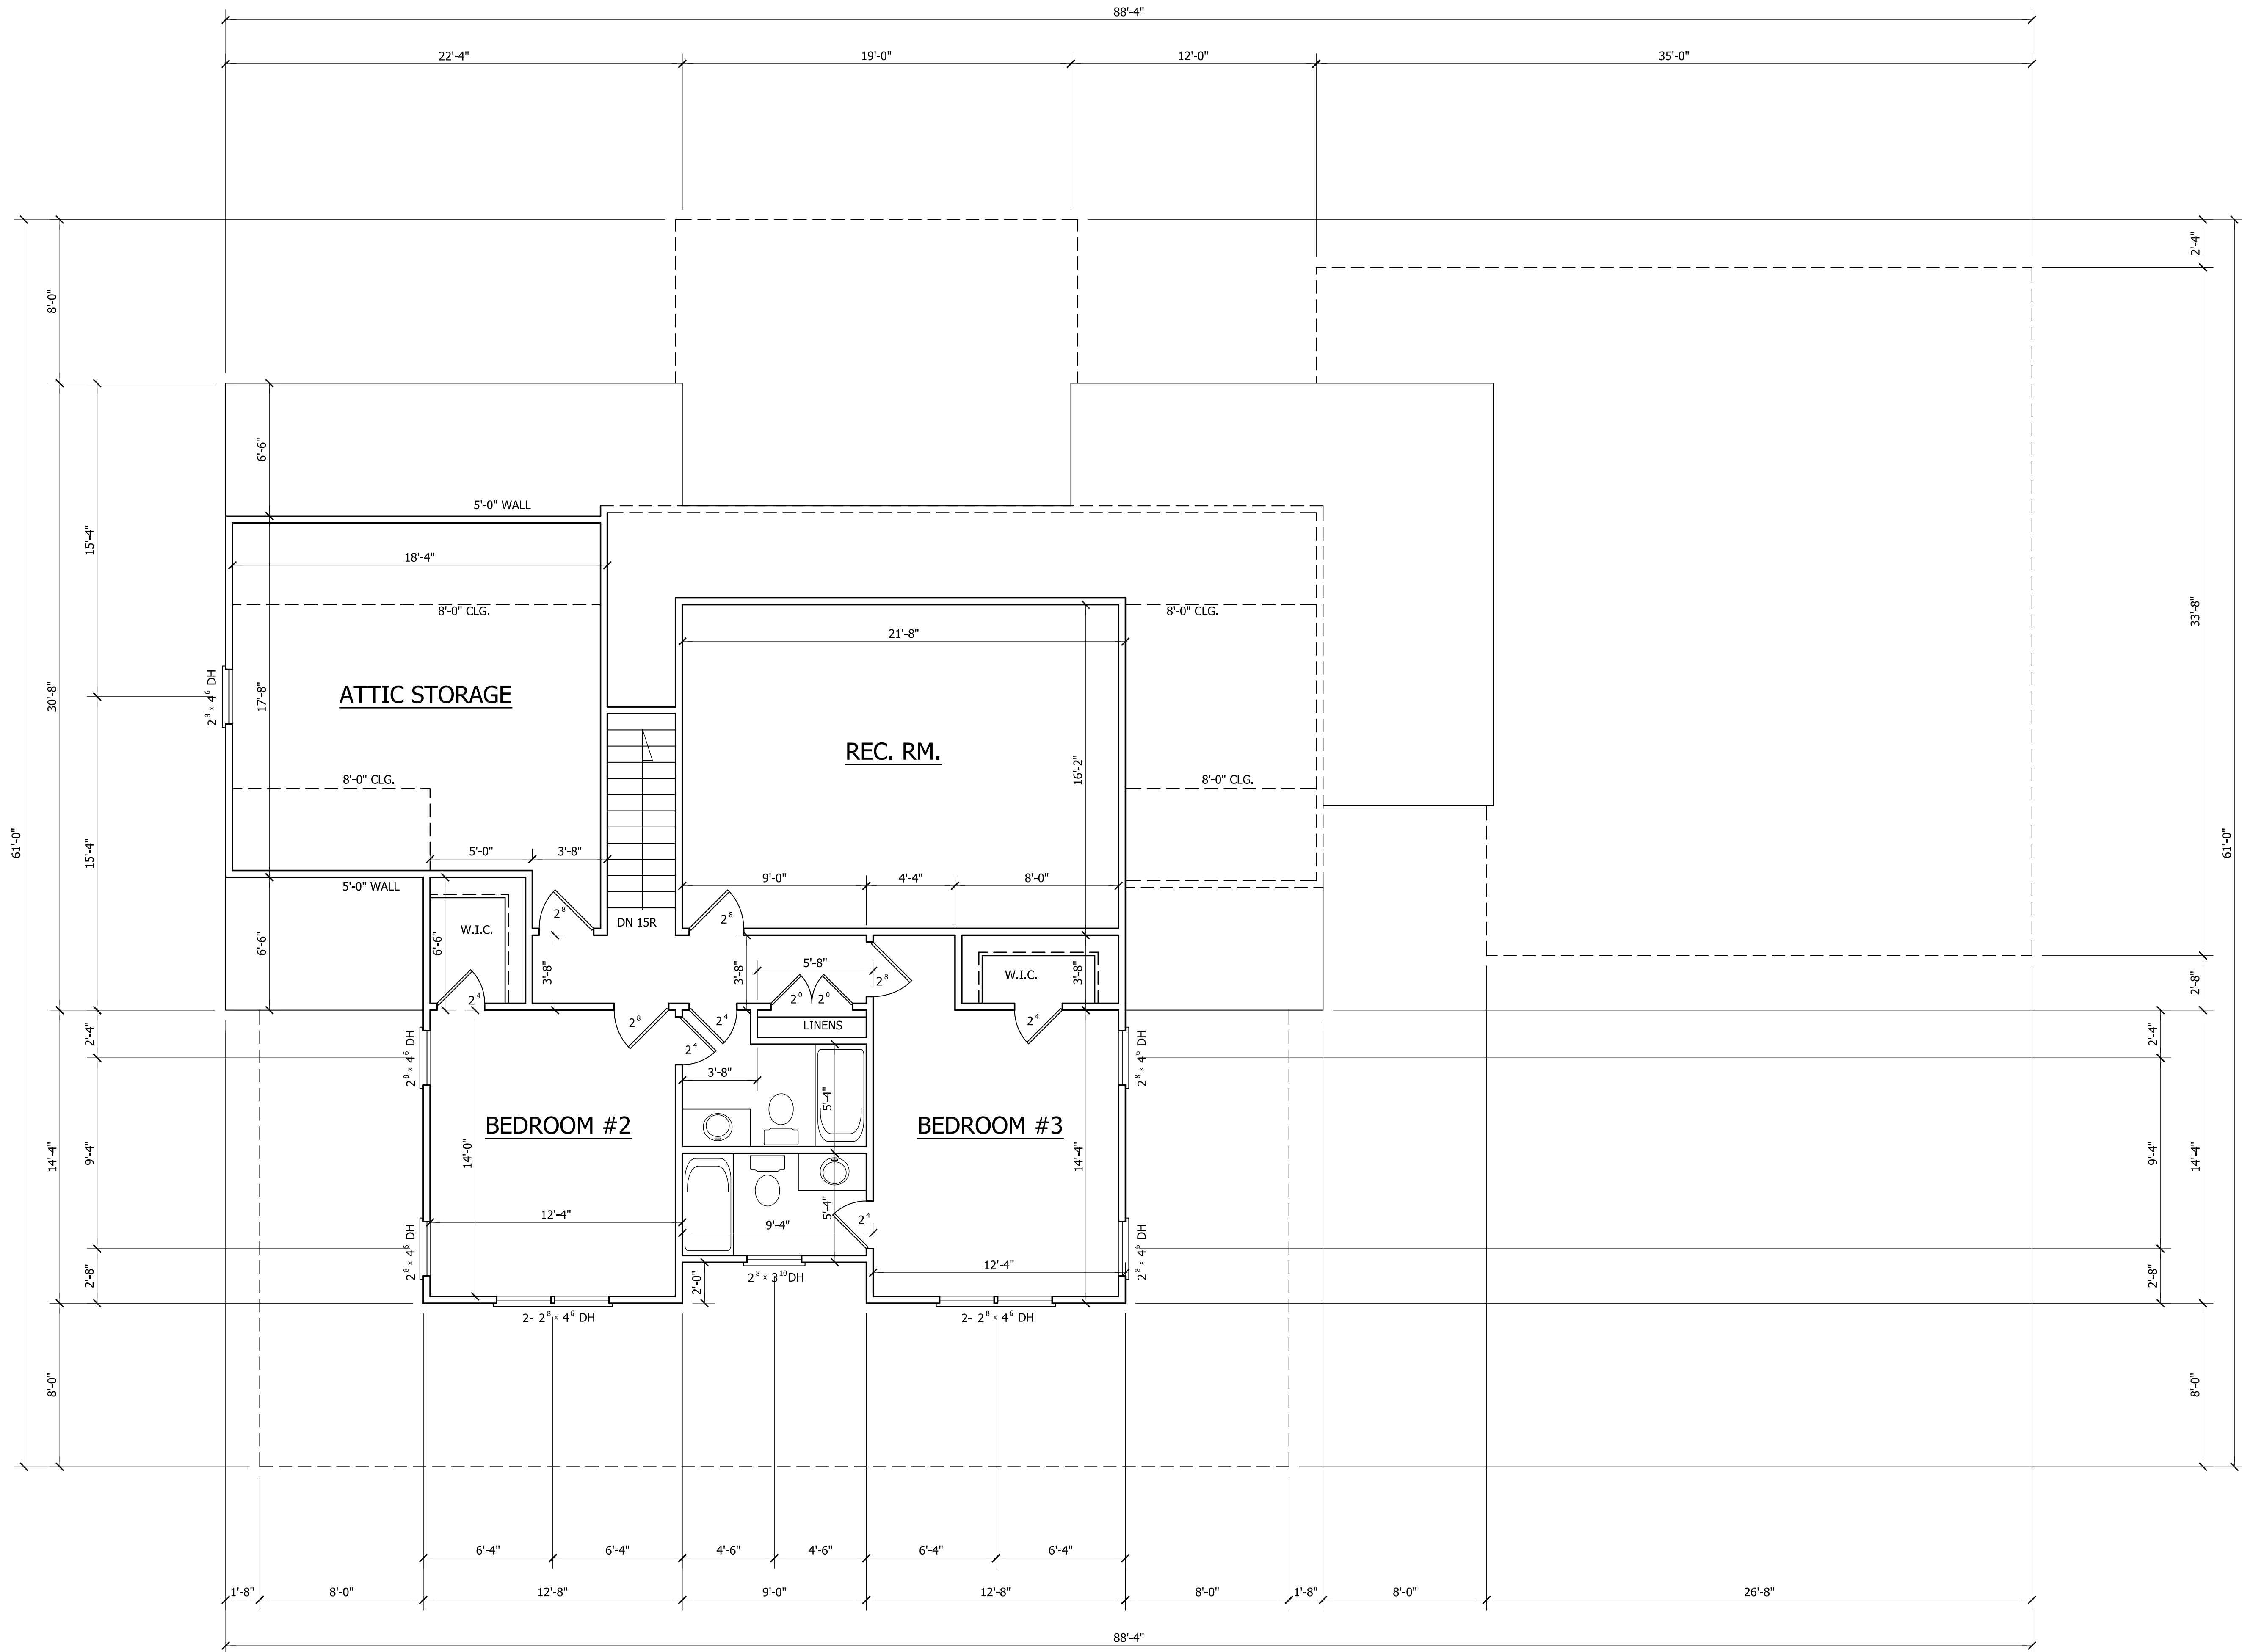 88'-4"
22'-4" 19'-0" 12'-0" 35'-0"
2'-4"
8'-0"
6'-6"
5'-0" WALL
15'-4"
18'-4"
8'-0" CLG. 8'-0" CLG.
33'-8"
21'-8"
2⁸ x 4⁶ DH
30'-8"
17'-8"
ATTIC STORAGE
REC. RM.
16'-2"
8'-0" CLG. 8'-0" CLG.
61'-0" 61'-0"
15'-4"
5'-0" 3'-8"
5'-0" WALL
9'-0" 4'-4" 8'-0"
2⁸ 2⁸
DN 15R
W.I.C.
6'-6" 6'-6"
3'-8" 3'-8" 5'-8" 3'-8"
W.I.C.
2⁸
2⁴ 2⁰ 2⁰
2'-8"
2⁸ 2⁴ LINENS 2⁴
2'-4" 2'-4"
2⁴
2⁸ x 4⁶ DH 2⁸ x 4⁶ DH
3'-8"
5'-4"
BEDROOM #2 BEDROOM #3
14'-4" 9'-4" 14'-0" 14'-4" 9'-4" 14'-4"
12'-4" 5'-4" 2⁴
9'-4"
2⁸ x 4⁶ DH 2⁸ x 4⁶ DH
12'-4"
2'-8" 2'-0" 2⁸ x 3¹⁰ DH 2'-8"
2- 2⁸ x 4⁶ DH 2- 2⁸ x 4⁶ DH
8'-0" 8'-0"
6'-4" 6'-4" 4'-6" 4'-6" 6'-4" 6'-4"
1'-8" 8'-0" 12'-8" 9'-0" 12'-8" 8'-0" 1'-8" 8'-0" 26'-8"
88'-4"